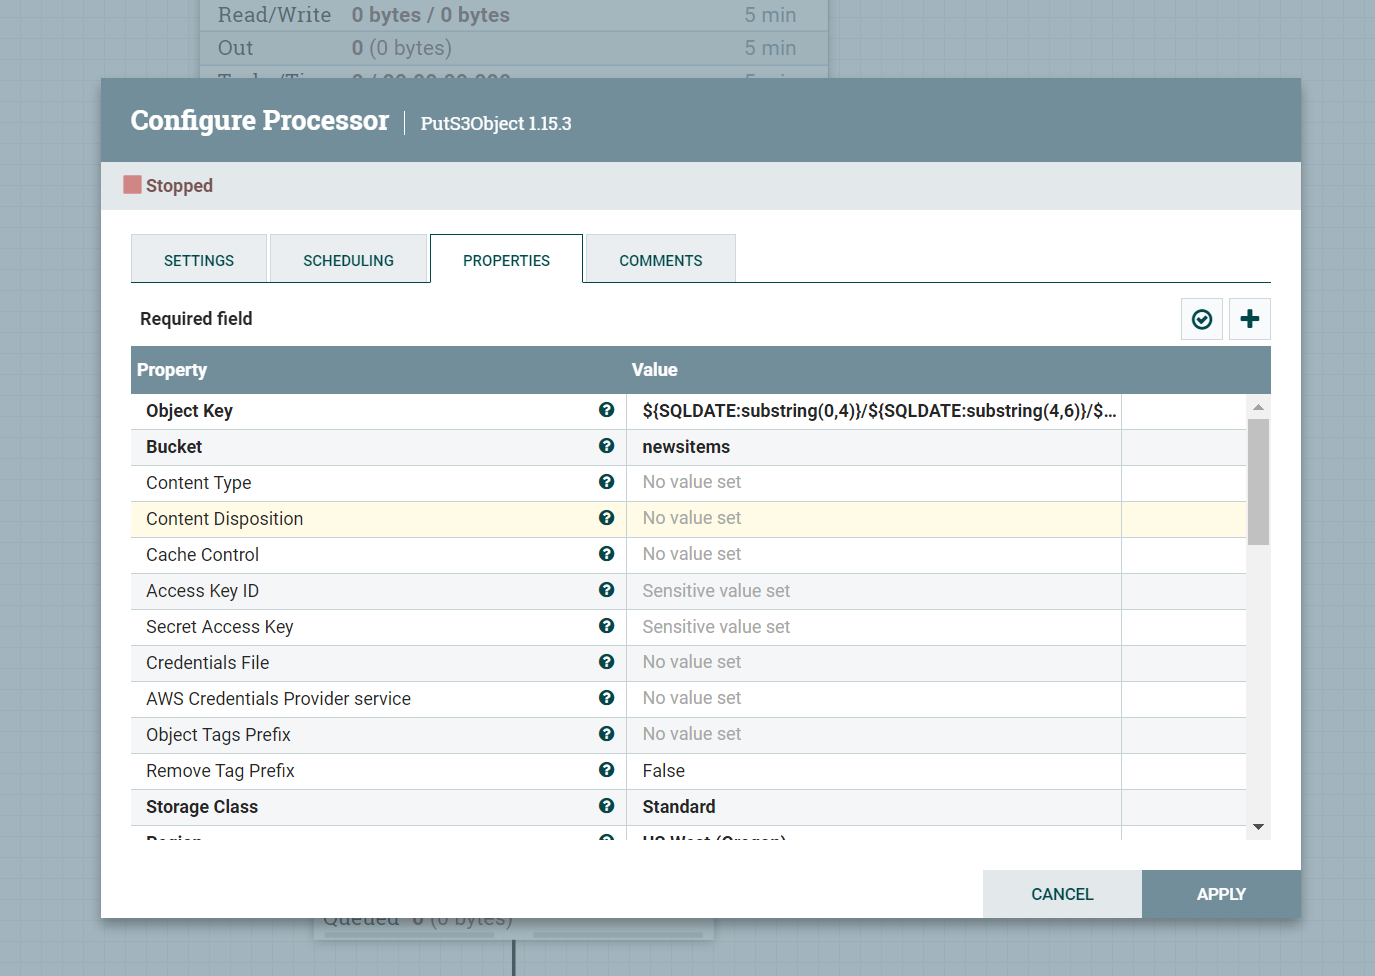 Read/Write 0 bytes / 0 bytes 5 min
Out 0 (0 bytes) 5 min
Configure Processor | PutS3Object 1.15.3
Stopped
SETTINGS SCHEDULING PROPERTIES COMMENTS
Required field
Property Value
Object Key ${SQLDATE:substring(0,4)}/${SQLDATE:substring(4,6)}/$...
Bucket newsitems
Content Type No value set
Content Disposition No value set
Cache Control No value set
Access Key ID Sensitive value set
Secret Access Key Sensitive value set
Credentials File No value set
AWS Credentials Provider service No value set
Object Tags Prefix No value set
Remove Tag Prefix False
Storage Class Standard
Region US West (Oregon)
CANCEL APPLY
Queued 0 (0 bytes)